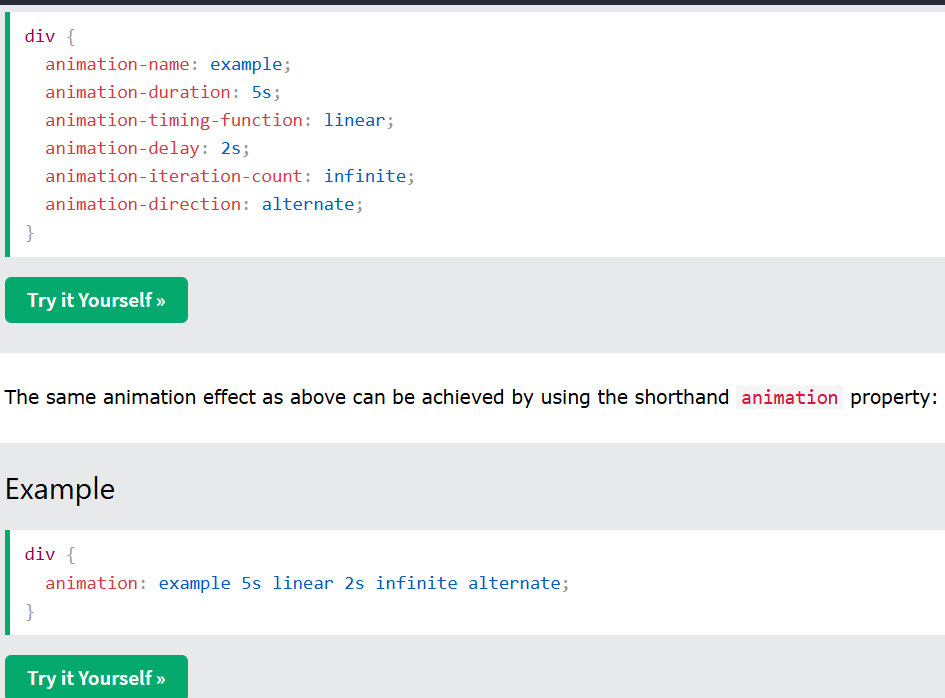 div {
  animation-name: example;
  animation-duration: 5s;
  animation-timing-function: linear;
  animation-delay: 2s;
  animation-iteration-count: infinite;
  animation-direction: alternate;
}
Try it Yourself »
The same animation effect as above can be achieved by using the shorthand animation property:
Example
div {
  animation: example 5s linear 2s infinite alternate;
}
Try it Yourself »